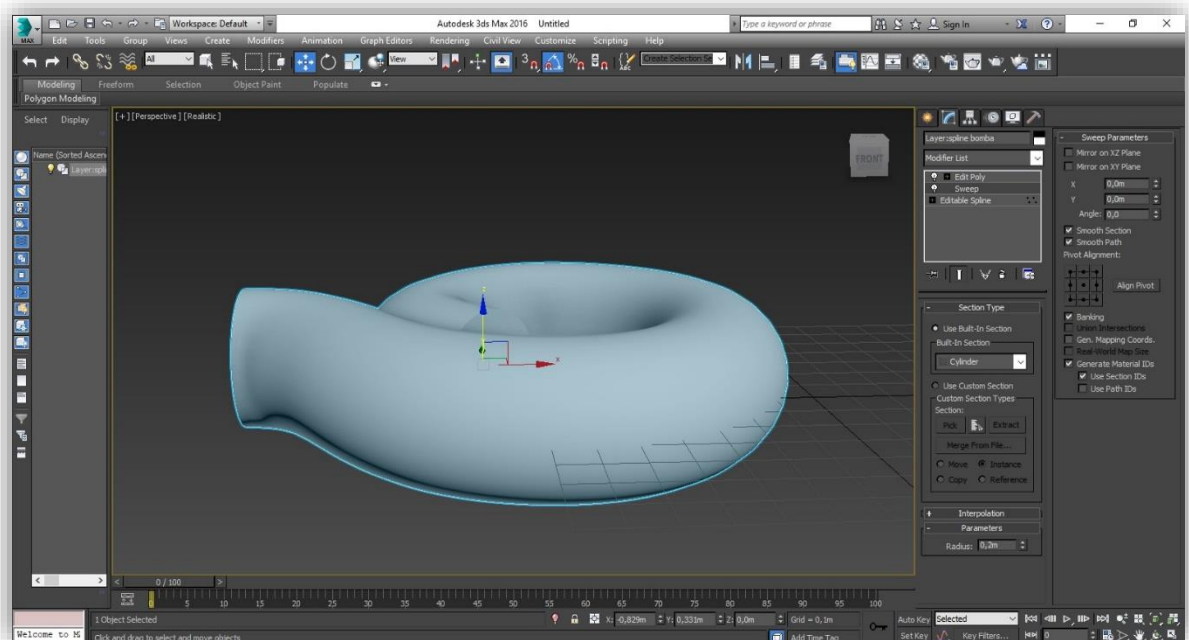 Workspace: Default
Autodesk 3ds Max 2016 Untitled
Type a keyword or phrase
Sign In
MAX
Edit Tools Group Views Create Modifiers Animation Graph Editors Rendering Civil View Customize Scripting Help
All
View
Create Selection Se
Modeling Freeform Selection Object Paint Populate
Polygon Modeling
Select Display
Name (Sorted Ascen
Layer:spli
[+] [Perspective ] [Realistic ]
FRONT
z
x
Layer:spline bomba
Modifier List
Edit Poly
Sweep
Editable Spline
- Section Type
Use Built-In Section
Built-In Section
Cylinder
Use Custom Section
Custom Section Types
Section:
Pick Extract
Merge From File...
Move Instance
Copy Reference
+ Interpolation
- Parameters
Radius: 0,2m
- Sweep Parameters
Mirror on XZ Plane
Mirror on XY Plane
X 0,0m
Y 0,0m
Angle: 0,0
Smooth Section
Smooth Path
Pivot Alignment:
Align Pivot
Banking
Union Intersections
Gen. Mapping Coords.
Real-World Map Size
Generate Material IDs
Use Section IDs
Use Path IDs
< 0 / 100 >
0 5 10 15 20 25 30 35 40 45 50 55 60 65 70 75 80 85 90 95 100
1 Object Selected
X: -0,829m Y: 0,331m Z: 0,0m Grid = 0,1m
Auto Key Selected
Welcome to M
Click and drag to select and move objects
Add Time Tag
Set Key Key Filters...